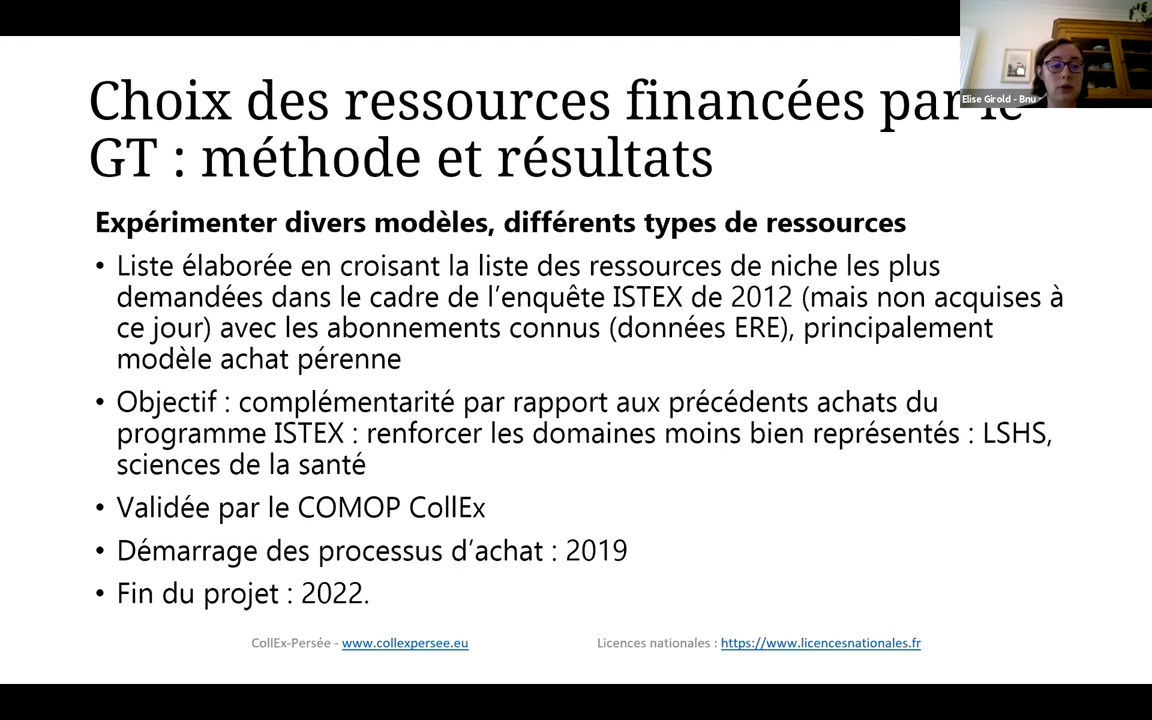 Choix des ressources financées par le
GT : méthode et résultats
Elise Girold - Bnu
Expérimenter divers modèles, différents types de ressources
• Liste élaborée en croisant la liste des ressources de niche les plus
demandées dans le cadre de l’enquête ISTEX de 2012 (mais non acquises à
ce jour) avec les abonnements connus (données ERE), principalement
modèle achat pérenne
• Objectif : complémentarité par rapport aux précédents achats du
programme ISTEX : renforcer les domaines moins bien représentés : LSHS,
sciences de la santé
• Validée par le COMOP CollEx
• Démarrage des processus d’achat : 2019
• Fin du projet : 2022.
CollEx-Persée - www.collexpersee.eu
Licences nationales : https://www.licencesnationales.fr